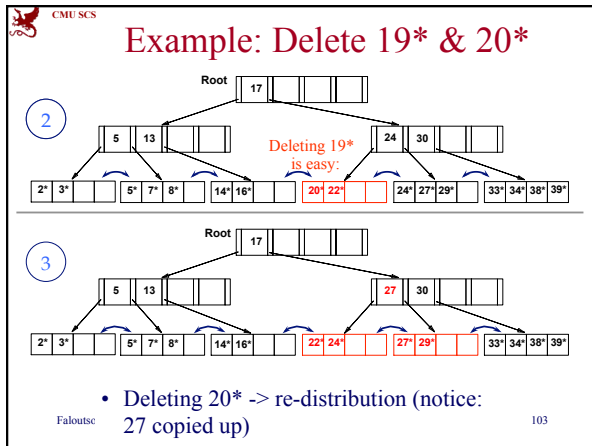 CMU SCS
Example: Delete 19* & 20*
Root
17
2
5 13
Deleting 19*
is easy:
24 30
2* 3*
5* 7* 8*
14* 16*
20* 22*
24* 27* 29*
33* 34* 38* 39*
Root
17
3
5 13
27 30
2* 3*
5* 7* 8*
14* 16*
22* 24*
27* 29*
33* 34* 38* 39*
• Deleting 20* -> re-distribution (notice:
27 copied up)
Faloutsc
103